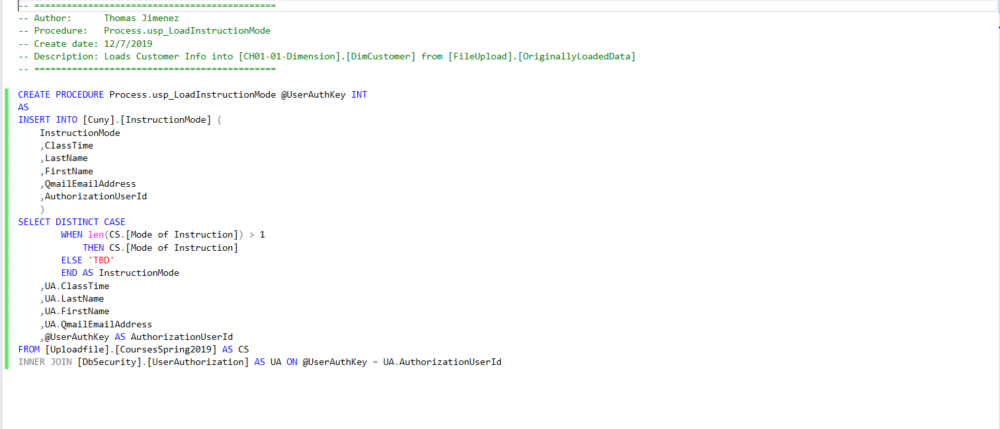 -- =============================================
-- Author:      Thomas Jimenez
-- Procedure:   Process.usp_LoadInstructionMode
-- Create date: 12/7/2019
-- Description: Loads Customer Info into [CH01-01-Dimension].[DimCustomer] from [FileUpload].[OriginallyLoadedData]
-- =============================================
CREATE PROCEDURE Process.usp_LoadInstructionMode @UserAuthKey INT
AS
INSERT INTO [Cuny].[InstructionMode] (
    InstructionMode
    ,ClassTime
    ,LastName
    ,FirstName
    ,QmailEmailAddress
    ,AuthorizationUserId
    )
SELECT DISTINCT CASE
        WHEN len(CS.[Mode of Instruction]) > 1
            THEN CS.[Mode of Instruction]
        ELSE 'TBD'
        END AS InstructionMode
    ,UA.ClassTime
    ,UA.LastName
    ,UA.FirstName
    ,UA.QmailEmailAddress
    ,@UserAuthKey AS AuthorizationUserId
FROM [Uploadfile].[CoursesSpring2019] AS CS
INNER JOIN [DbSecurity].[UserAuthorization] AS UA ON @UserAuthKey = UA.AuthorizationUserId